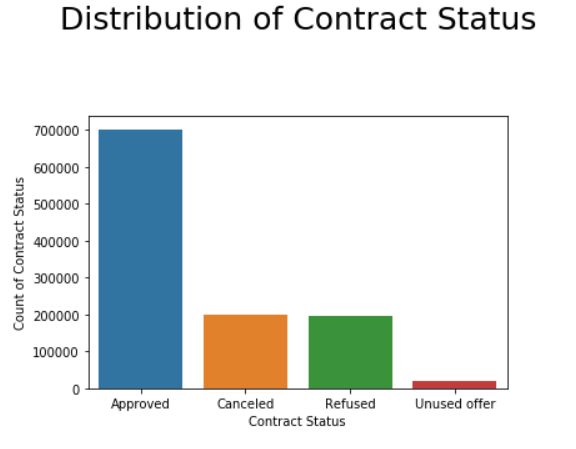 Distribution of Contract Status
700000
600000
500000
400000
300000
200000
100000
0
Count of Contract Status
Approved Canceled Refused Unused offer
Contract Status